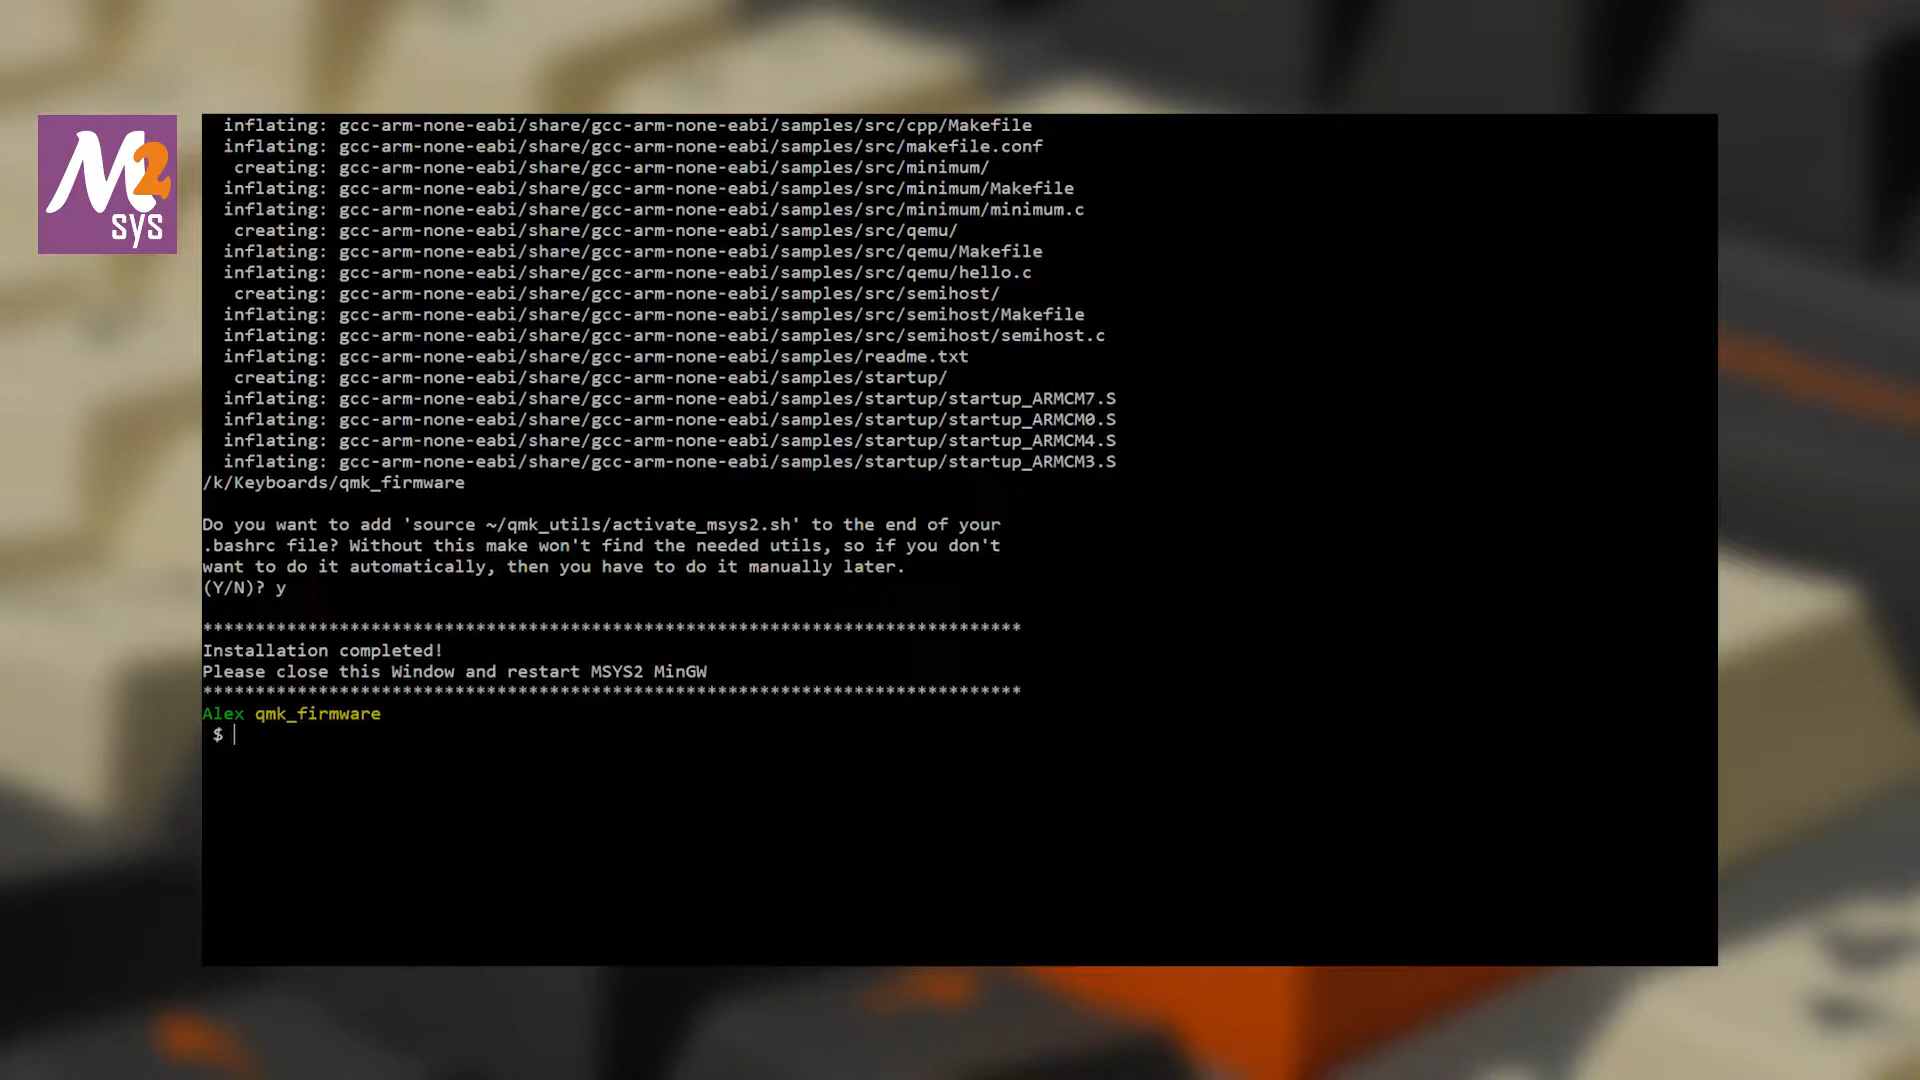 M2
sys
inflating: gcc-arm-none-eabi/share/gcc-arm-none-eabi/samples/src/cpp/Makefile
inflating: gcc-arm-none-eabi/share/gcc-arm-none-eabi/samples/src/makefile.conf
creating: gcc-arm-none-eabi/share/gcc-arm-none-eabi/samples/src/minimum/
inflating: gcc-arm-none-eabi/share/gcc-arm-none-eabi/samples/src/minimum/Makefile
inflating: gcc-arm-none-eabi/share/gcc-arm-none-eabi/samples/src/minimum/minimum.c
creating: gcc-arm-none-eabi/share/gcc-arm-none-eabi/samples/src/qemu/
inflating: gcc-arm-none-eabi/share/gcc-arm-none-eabi/samples/src/qemu/Makefile
inflating: gcc-arm-none-eabi/share/gcc-arm-none-eabi/samples/src/qemu/hello.c
creating: gcc-arm-none-eabi/share/gcc-arm-none-eabi/samples/src/semihost/
inflating: gcc-arm-none-eabi/share/gcc-arm-none-eabi/samples/src/semihost/Makefile
inflating: gcc-arm-none-eabi/share/gcc-arm-none-eabi/samples/src/semihost/semihost.c
inflating: gcc-arm-none-eabi/share/gcc-arm-none-eabi/samples/readme.txt
creating: gcc-arm-none-eabi/share/gcc-arm-none-eabi/samples/startup/
inflating: gcc-arm-none-eabi/share/gcc-arm-none-eabi/samples/startup/startup_ARMCM7.S
inflating: gcc-arm-none-eabi/share/gcc-arm-none-eabi/samples/startup/startup_ARMCM0.S
inflating: gcc-arm-none-eabi/share/gcc-arm-none-eabi/samples/startup/startup_ARMCM4.S
inflating: gcc-arm-none-eabi/share/gcc-arm-none-eabi/samples/startup/startup_ARMCM3.S
/k/Keyboards/qmk_firmware
Do you want to add 'source ~/qmk_utils/activate_msys2.sh' to the end of your
.bashrc file? Without this make won't find the needed utils, so if you don't
want to do it automatically, then you have to do it manually later.
(Y/N)? y
******************************************************************************
Installation completed!
Please close this Window and restart MSYS2 MinGW
******************************************************************************
Alex qmk_firmware
$